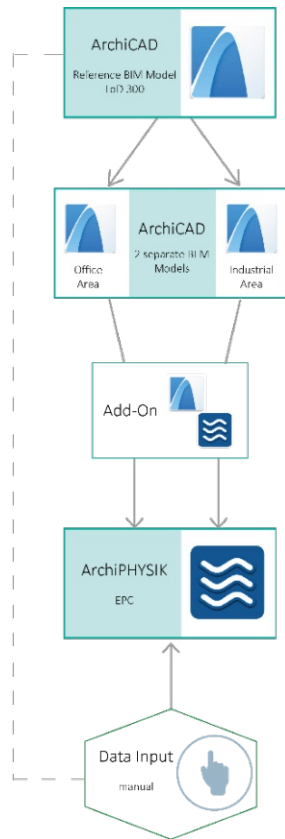 ArchiCAD
Reference BIM Model
LoD 300
ArchiCAD
2 separate BIM
Models
Office
Area
Industrial
Area
Add-On
ArchiPHYSIK
EPC
Data Input
manual